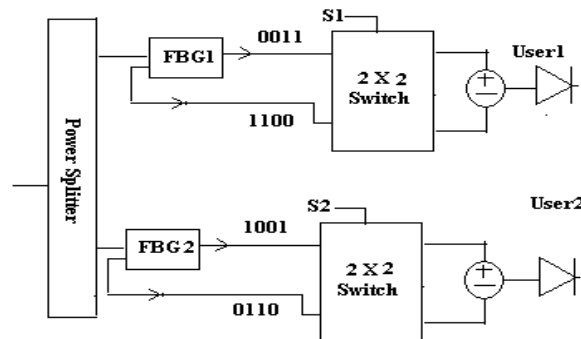 S1
0011
User1
FBG1
2 X 2
Switch
+
−
1100
Power Splitter
S2
User2
1001
FBG2
2 X 2
Switch
+
−
0110